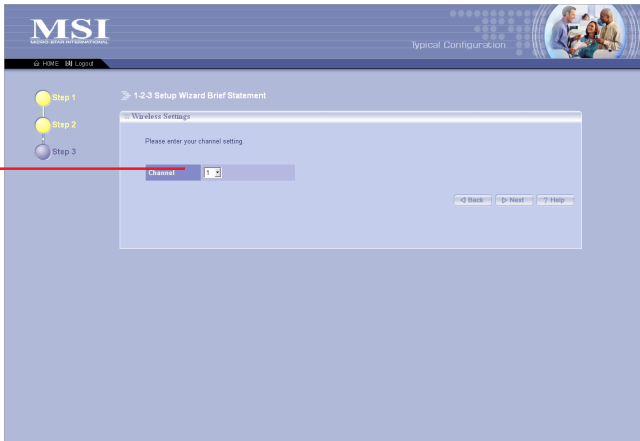 MSI
MICRO STAR INTERNATIONAL
Typical Configuration
HOME Logout
Step 1
Step 2
Step 3
1-2-3 Setup Wizard Brief Statement
Wireless Settings
Please enter your channel setting.
Channel 1
Back Next ? Help